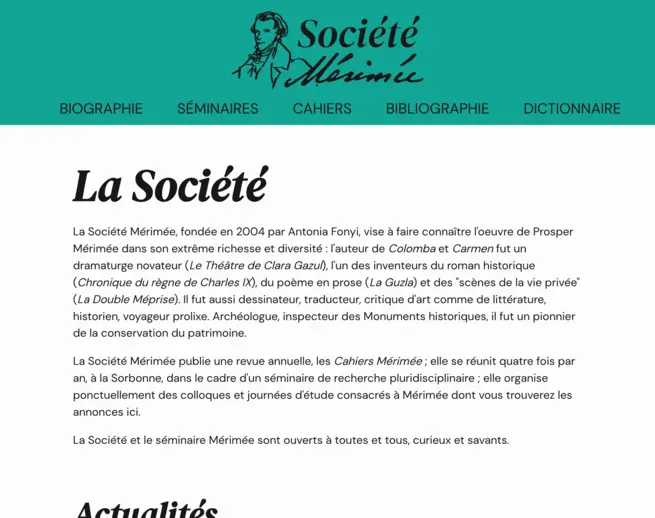 Société
Mérimée
BIOGRAPHIE SÉMINAIRES CAHIERS BIBLIOGRAPHIE DICTIONNAIRE
La Société
La Société Mérimée, fondée en 2004 par Antonia Fonyi, vise à faire connaître l'oeuvre de Prosper
Mérimée dans son extrême richesse et diversité : l'auteur de Colomba et Carmen fut un
dramaturge novateur (Le Théâtre de Clara Gazul), l'un des inventeurs du roman historique
(Chronique du règne de Charles IX), du poème en prose (La Guzla) et des "scènes de la vie privée"
(La Double Méprise). Il fut aussi dessinateur, traducteur, critique d'art comme de littérature,
historien, voyageur prolixe. Archéologue, inspecteur des Monuments historiques, il fut un pionnier
de la conservation du patrimoine.
La Société Mérimée publie une revue annuelle, les Cahiers Mérimée ; elle se réunit quatre fois par
an, à la Sorbonne, dans le cadre d'un séminaire de recherche pluridisciplinaire ; elle organise
ponctuellement des colloques et journées d'étude consacrés à Mérimée dont vous trouverez les
annonces ici.
La Société et le séminaire Mérimée sont ouverts à toutes et tous, curieux et savants.
Actualités